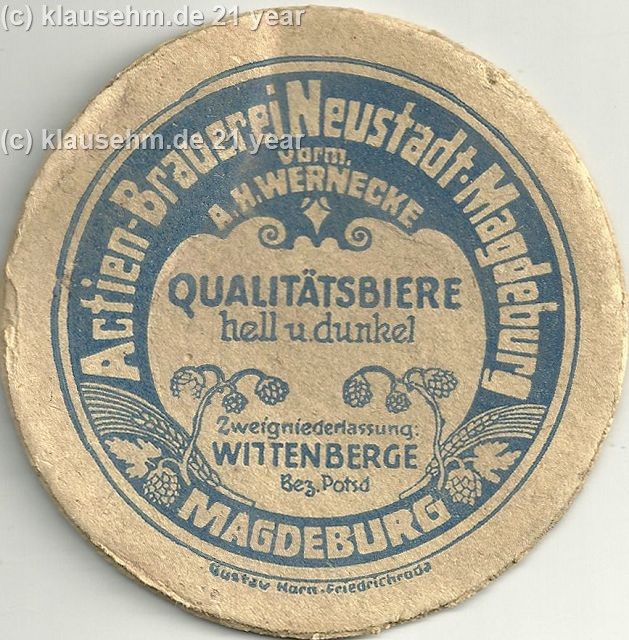 (c) klausehm.de 21 year
(c) klausehm.de 21 year
Actien-Brauerei Neustadt-Magdeburg
vorm.
A.H. WERNECKE
QUALITÄTSBIERE
hell u. dunkel
Zweigniederlassung:
WITTENBERGE
Bez. Potsd
MAGDEBURG
Gustav Horn, Friedrichroda